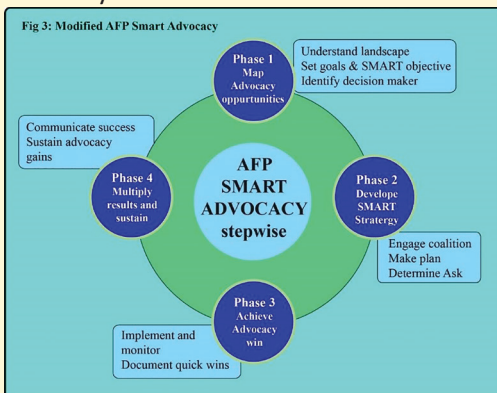 Fig 3: Modified AFP Smart Advocacy
Phase 1
Map
Advocacy
oppurtunitics
Understand landscape
Set goals & SMART objective
Identify decision maker
Communicate success
Sustain advocacy
gains
Phase 4
Multiply
results and
sustain
AFP
SMART
ADVOCACY
stepwise
Phase 2
Develope
SMART
Stratergy
Engage coalition
Make plan
Determine Ask
Phase 3
Achieve
Advocacy
win
Implement and
monitor
Document quick wins